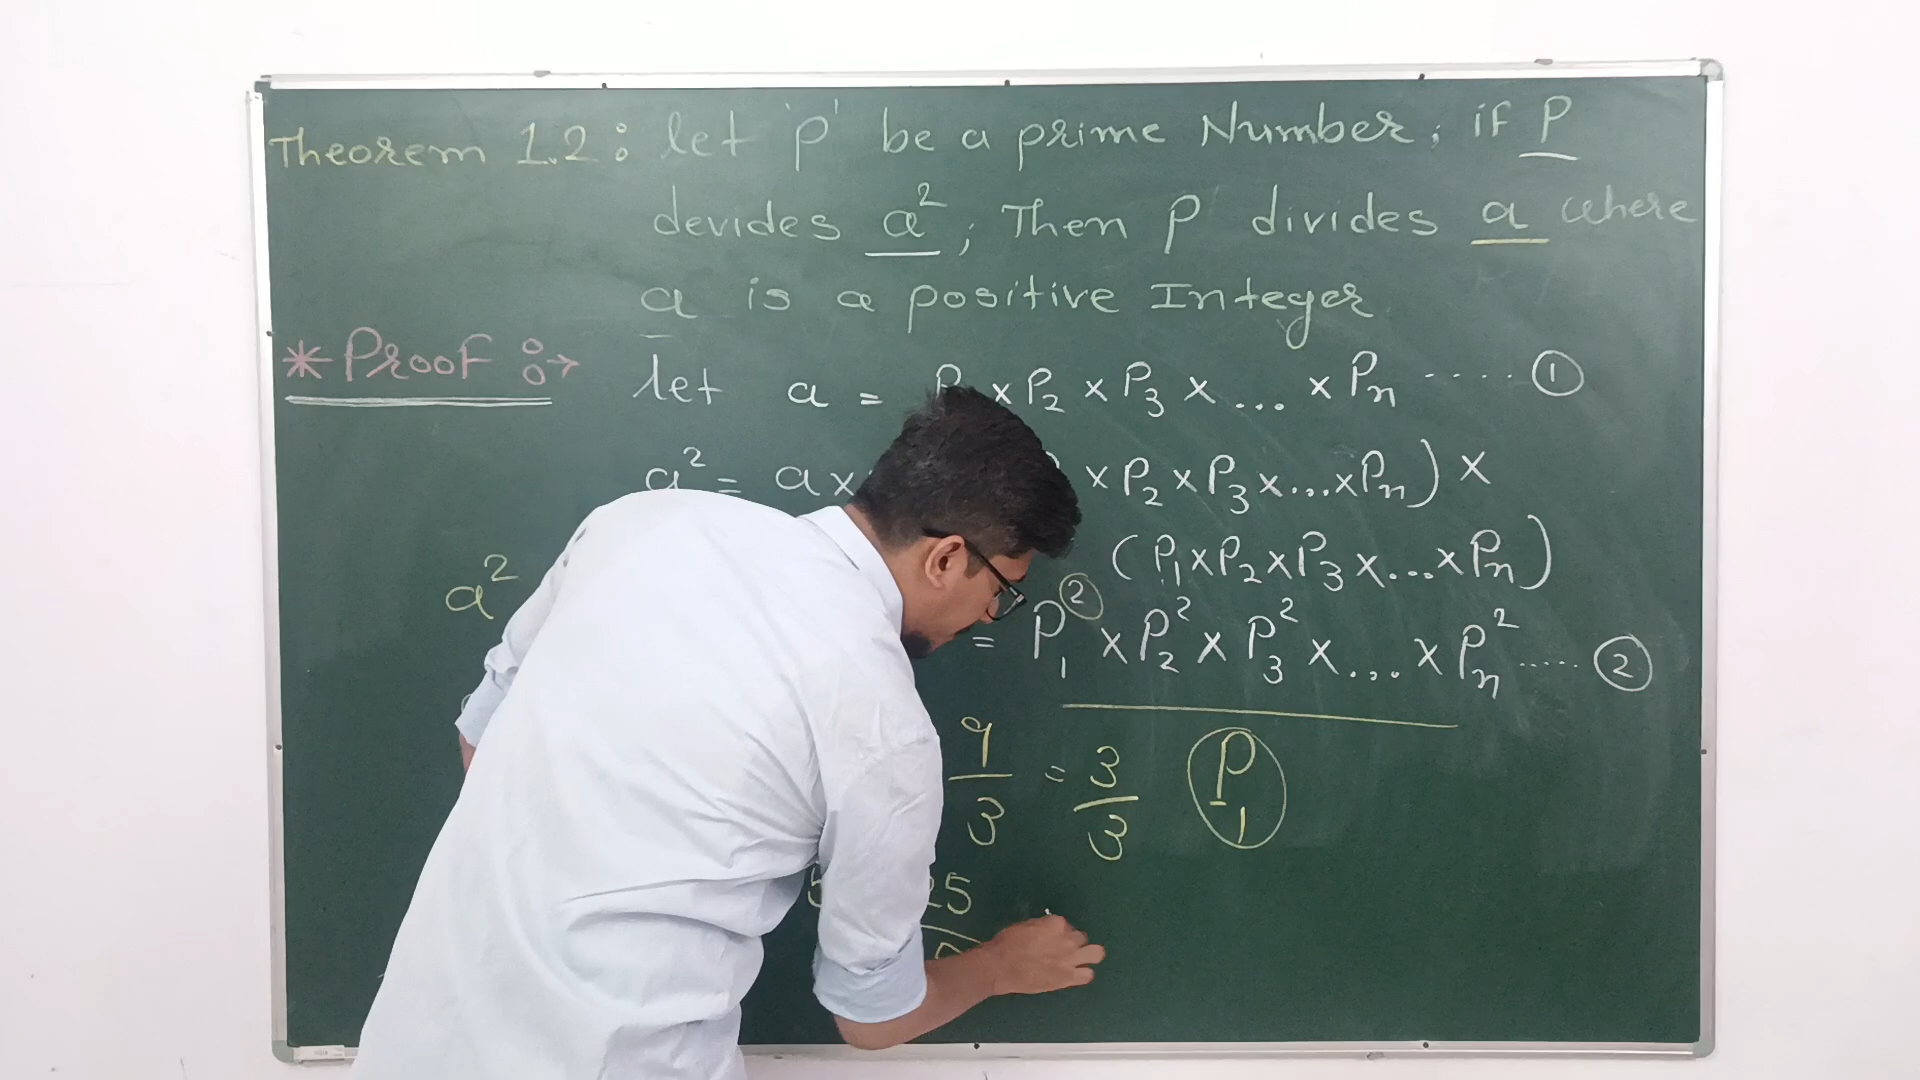 Theorem 1.2 : let 'p' be a prime Number ; if P
devides a² ; Then P divides a where
a is a positive Integer
* Proof :→ let a = P × P₂ × P₃ × ... × Pₙ ..... ①
a² = a × × P₂ × P₃ × ... × Pₙ) ×
(P₁ × P₂ × P₃ × ... × Pₙ)
a² = P₁² × P₂² × P₃² × ... × Pₙ² ..... ②
9/3 = 3/3 P₁
5 25